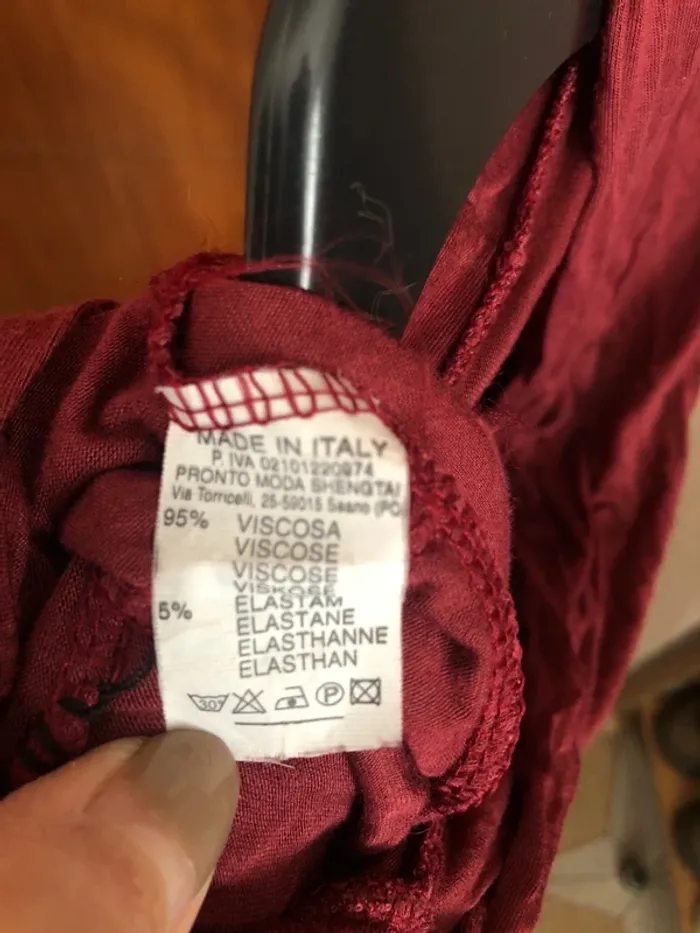 MADE IN ITALY
P. IVA 02101220974
PRONTO MODA SHENGTAI
Via Torricelli, 25-59015 Seano (PO
95% VISCOSA
VISCOSE
VISCOSE
VISKOSE
5% ELASTAM
ELASTANE
ELASTHANNE
ELASTHAN
30° P